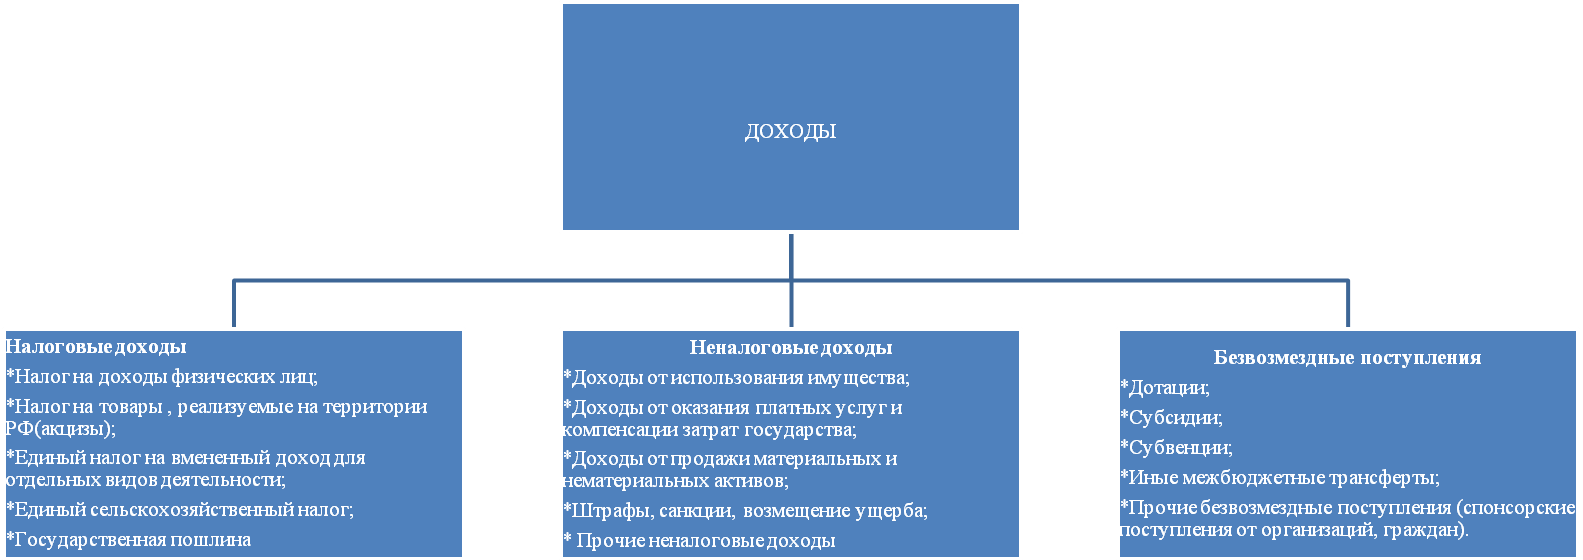 ДОХОДЫ
Налоговые доходы
*Налог на доходы физических лиц;
*Налог на товары , реализуемые на территории
РФ(акцизы);
*Единый налог на вмененный доход для
отдельных видов деятельности;
*Единый сельскохозяйственный налог;
*Государственная пошлина
Неналоговые доходы
*Доходы от использования имущества;
*Доходы от оказания платных услуг и
компенсации затрат государства;
*Доходы от продажи материальных и
нематериальных активов;
*Штрафы, санкции, возмещение ущерба;
* Прочие неналоговые доходы
Безвозмездные поступления
*Дотации;
*Субсидии;
*Субвенции;
*Иные межбюджетные трансферты;
*Прочие безвозмездные поступления (спонсорские
поступления от организаций, граждан).